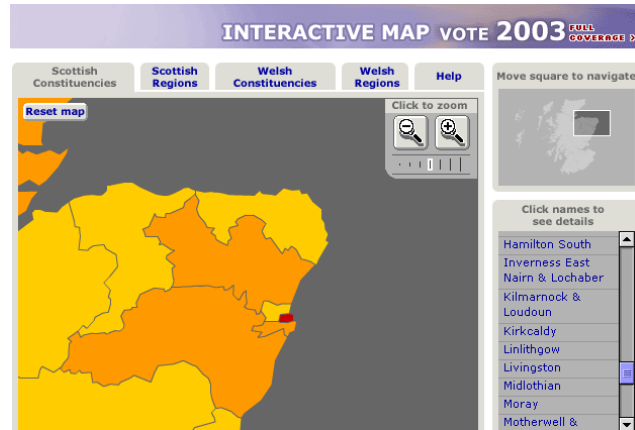 INTERACTIVE MAP VOTE 2003 FULL
COVERAGE
Scottish
Constituencies
Scottish
Regions
Welsh
Constituencies
Welsh
Regions
Help
Move square to navigate
Reset map
Click to zoom
Click names to
see details
Hamilton South
Inverness East
Nairn & Lochaber
Kilmarnock &
Loudoun
Kirkcaldy
Linlithgow
Livingston
Midlothian
Moray
Motherwell &